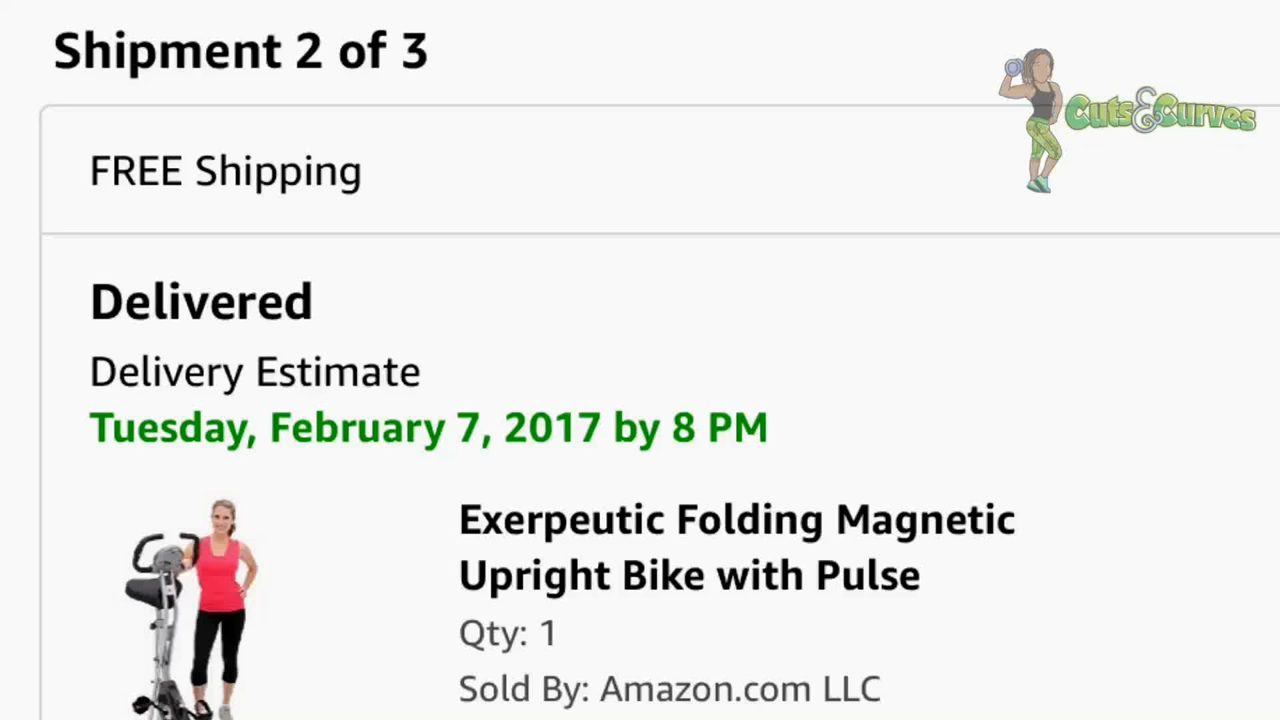 Shipment 2 of 3
Cuts&Curves
FREE Shipping
Delivered
Delivery Estimate
Tuesday, February 7, 2017 by 8 PM
Exerpeutic Folding Magnetic
Upright Bike with Pulse
Qty: 1
Sold By: Amazon.com LLC